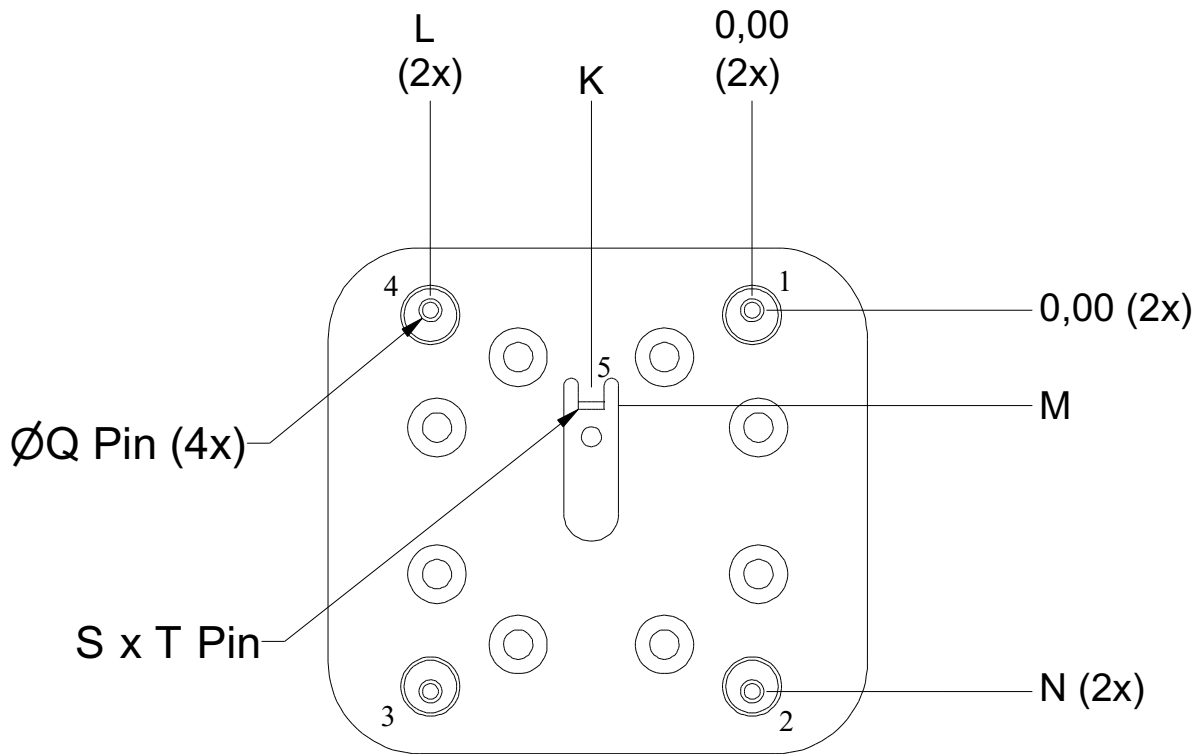 L
(2x)
K
0,00
(2x)
4
1
0,00 (2x)
5
M
ØQ Pin (4x)
S x T Pin
N (2x)
3
2